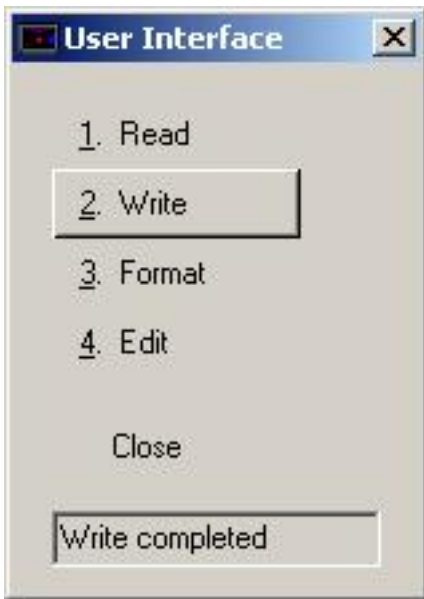 User Interface
1. Read
2. Write
3. Format
4. Edit
Close
Write completed